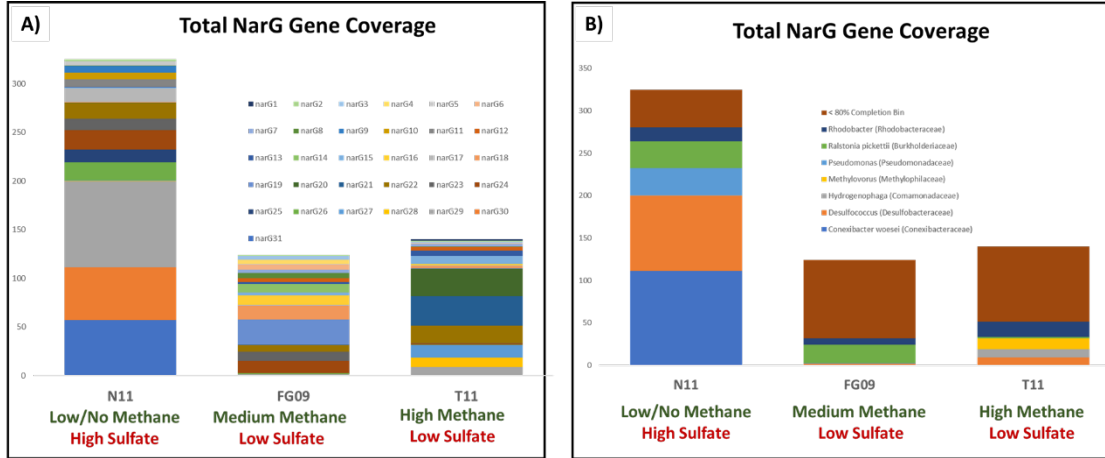 A)
Total NarG Gene Coverage
300
250
200
150
100
50
0
narG1 narG2 narG3 narG4 narG5 narG6
narG7 narG8 narG9 narG10 narG11 narG12
narG13 narG14 narG15 narG16 narG17 narG18
narG19 narG20 narG21 narG22 narG23 narG24
narG25 narG26 narG27 narG28 narG29 narG30
narG31
N11 FG09 T11
Low/No Methane Medium Methane High Methane
High Sulfate Low Sulfate Low Sulfate
B)
Total NarG Gene Coverage
350
300
250
200
150
100
50
0
< 80% Completion Bin
Rhodobacter (Rhodobacteraceae)
Ralstonia pickettii (Burkholderiaceae)
Pseudomonas (Pseudomonadaceae)
Methylovorus (Methylophilaceae)
Hydrogenophaga (Comamonadaceae)
Desulfococcus (Desulfobacteraceae)
Conexibacter woesei (Conexibacteraceae)
N11 FG09 T11
Low/No Methane Medium Methane High Methane
High Sulfate Low Sulfate Low Sulfate